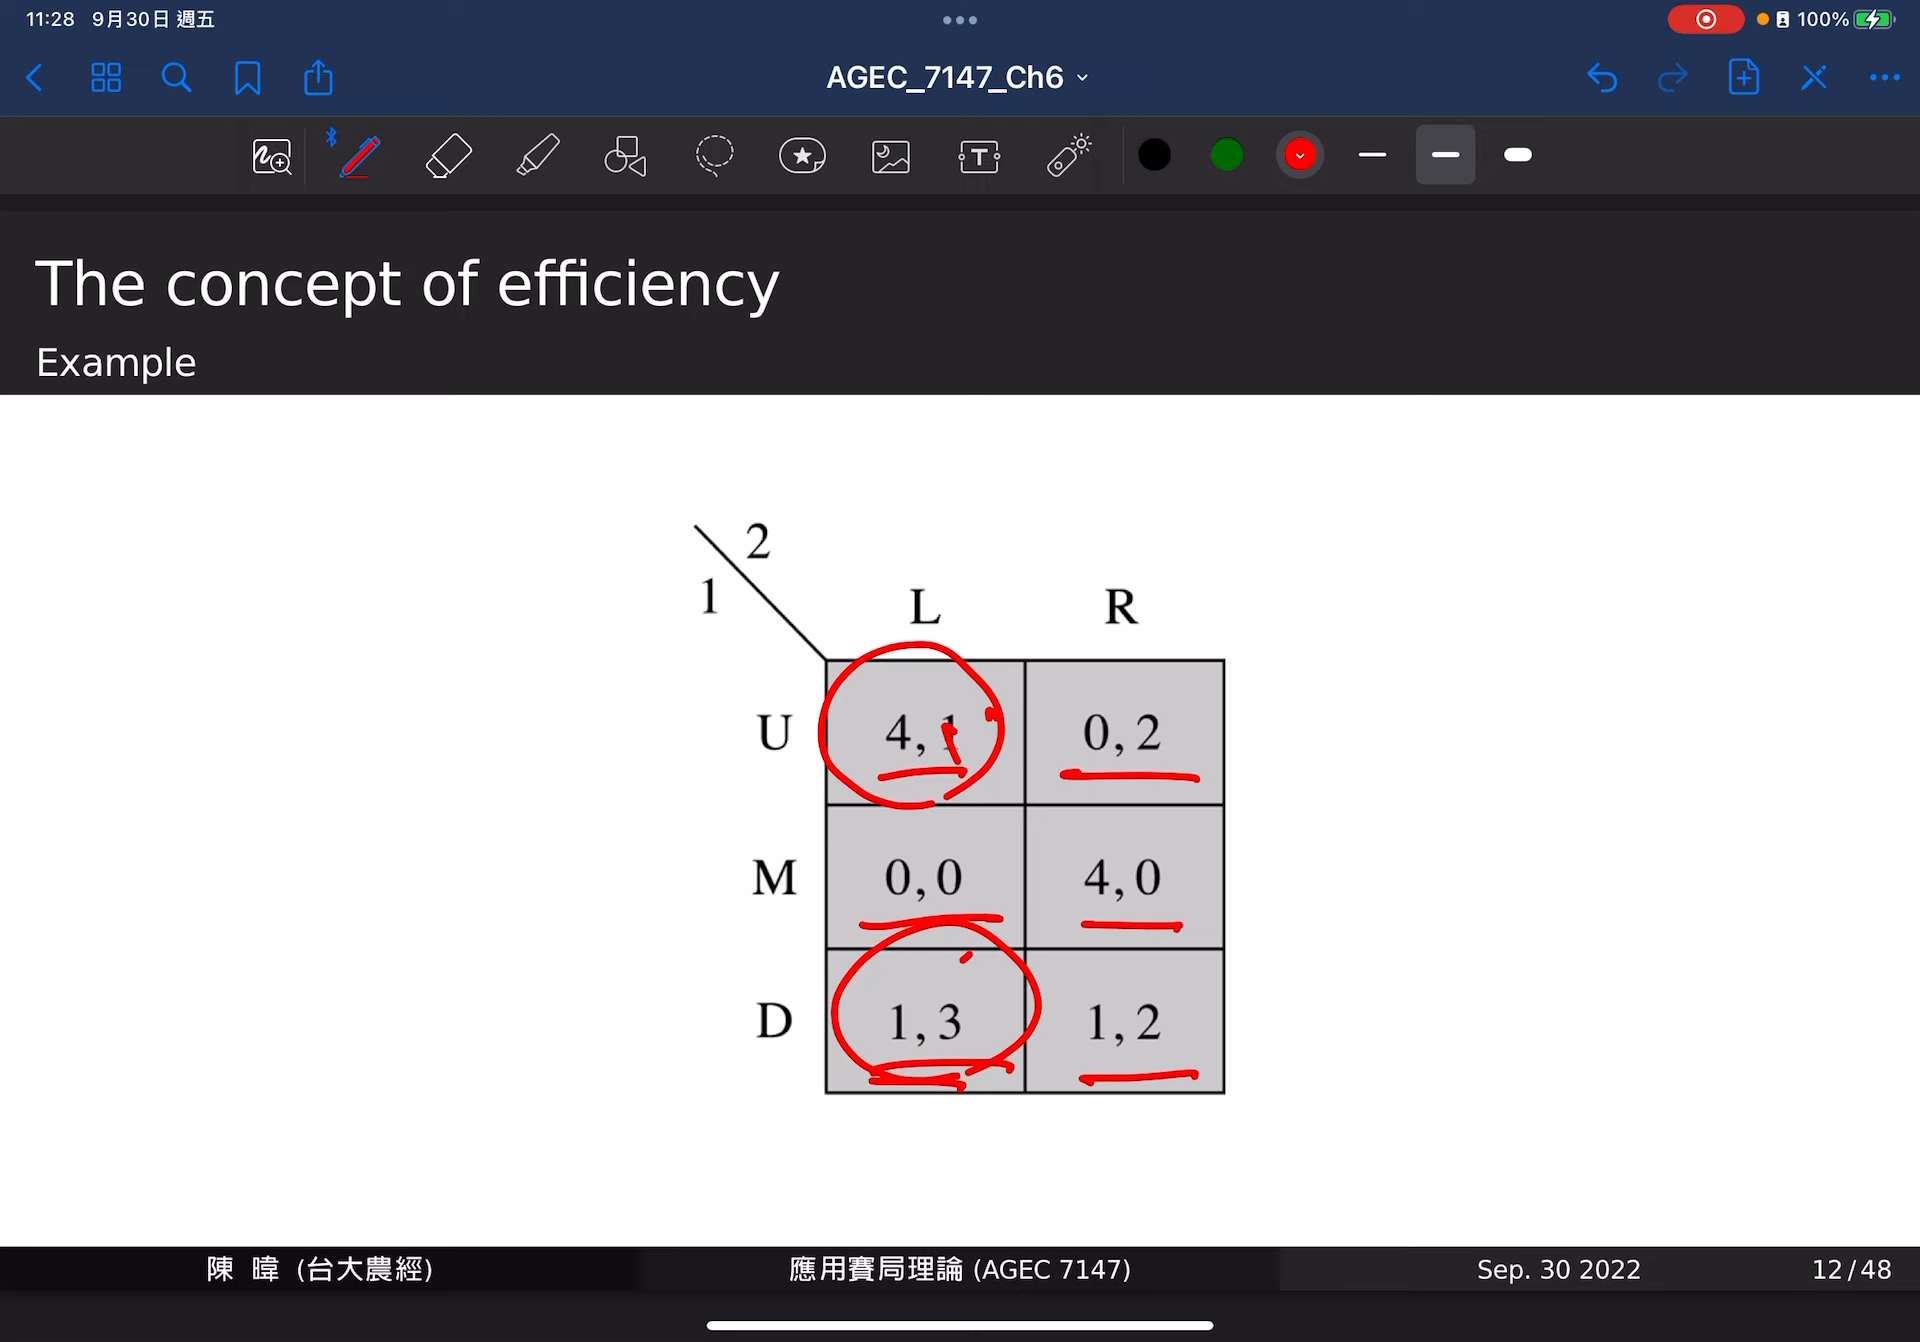 11:28 9月30日 週五
100%
AGEC_7147_Ch6
T
The concept of efficiency
Example
2
1
L R
U 4, 1 0, 2
M 0, 0 4, 0
D 1, 3 1, 2
陳 暐 (台大農經) 應用賽局理論 (AGEC 7147) Sep. 30 2022 12 / 48